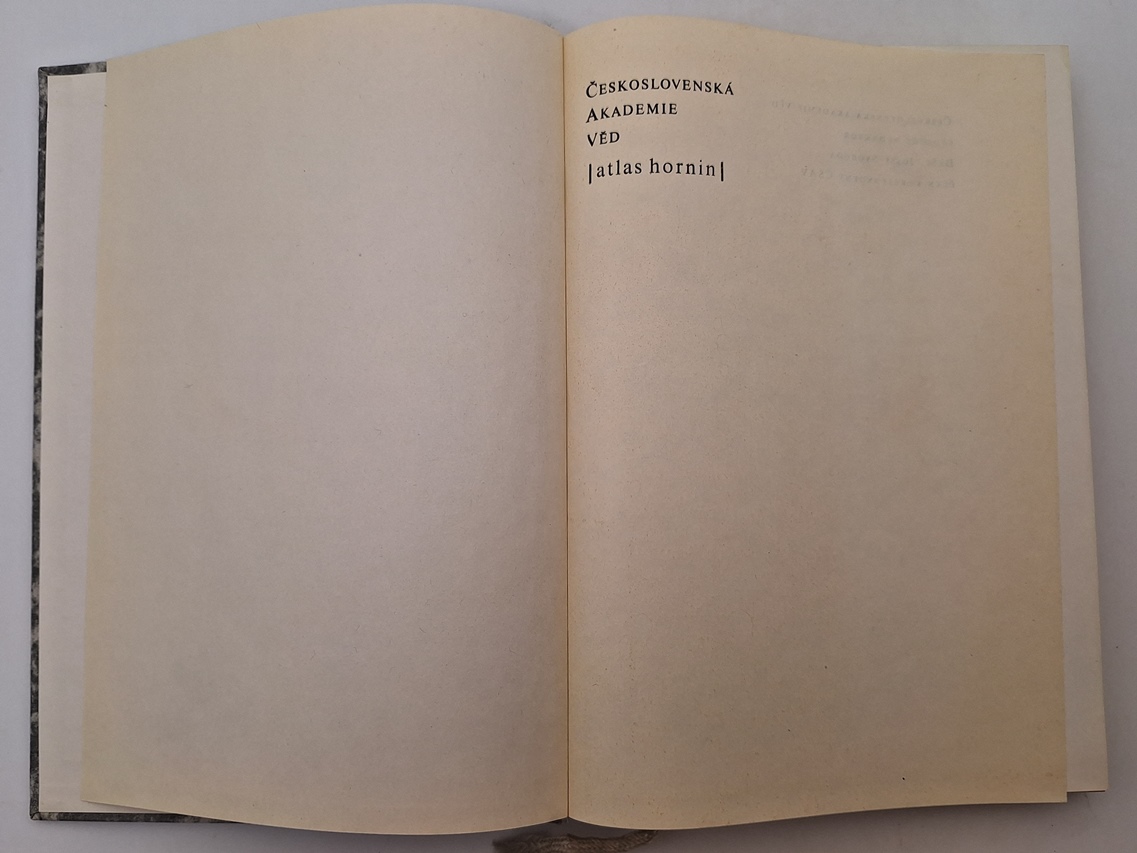 ČESKOSLOVENSKÁ
AKADEMIE
VĚD
|atlas hornin|